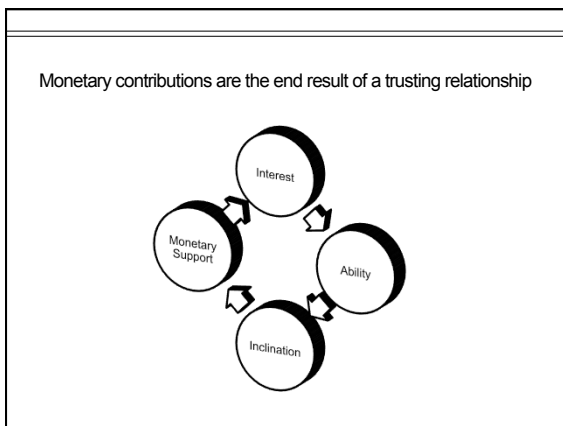 Monetary contributions are the end result of a trusting relationship
Interest
Monetary
Support
Ability
Inclination